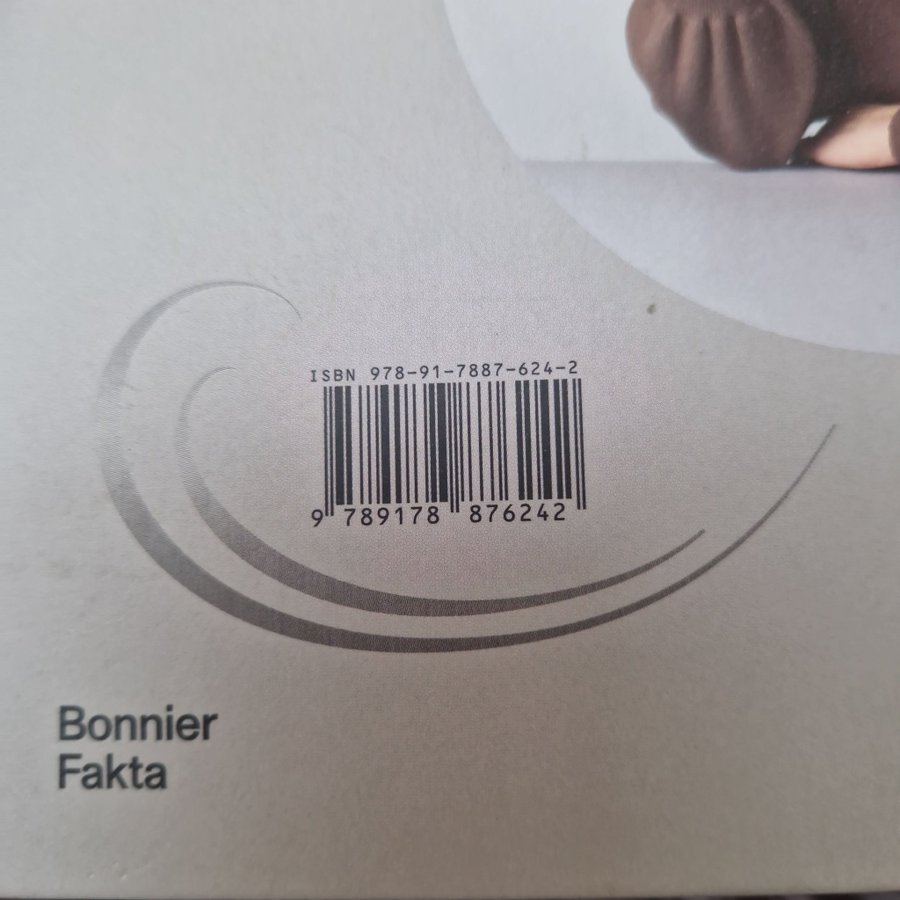 ISBN 978-91-7887-624-2
9 789178 876242
Bonnier
Fakta